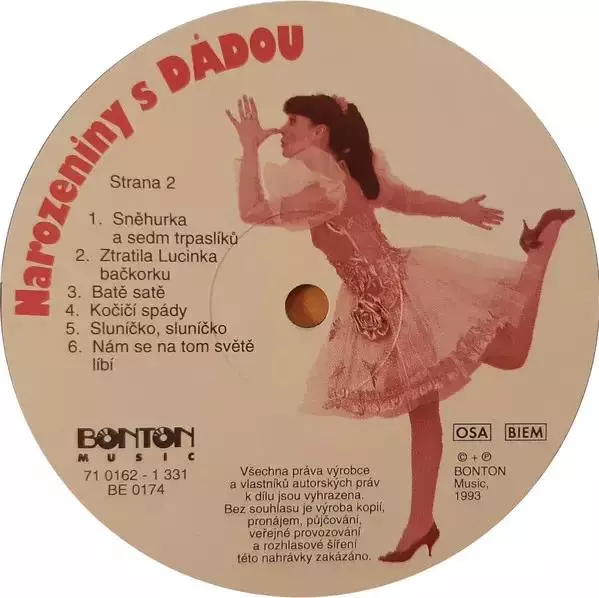 Narozeniny s DÁDOU
Strana 2
1. Sněhurka
a sedm trpaslíků
2. Ztratila Lucinka
bačkorku
3. Batě satě
4. Kočičí spády
5. Sluníčko, sluníčko
6. Nám se na tom světě
líbí
BONTON
MUSIC
71 0162 - 1 331
BE 0174
Všechna práva výrobce
a vlastníků autorských práv
k dílu jsou vyhrazena.
Bez souhlasu je výroba kopií,
pronájem, půjčování,
veřejné provozování
a rozhlasové šíření
této nahrávky zakázáno.
OSA BIEM
© + ℗
BONTON
Music,
1993